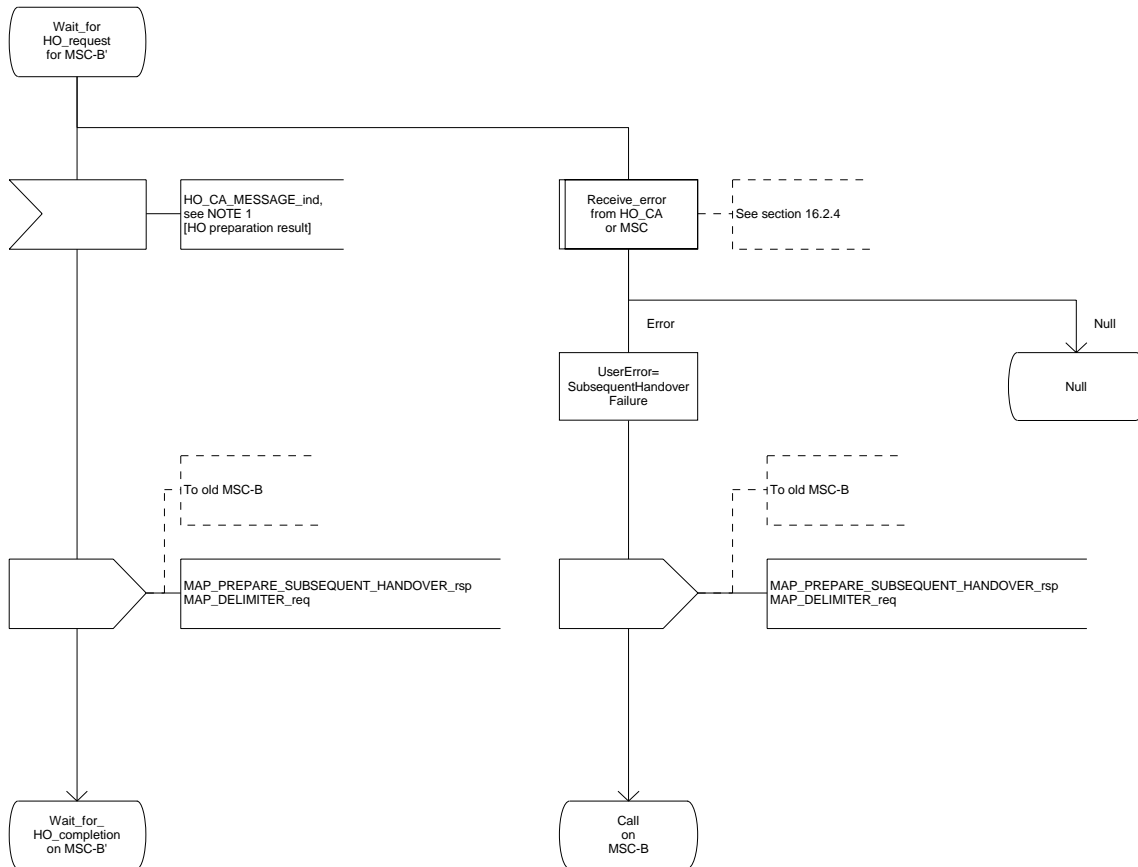 Wait_for
HO_request
for MSC-B'
HO_CA_MESSAGE_ind,
see NOTE 1
[HO preparation result]
Receive_error
from HO_CA
or MSC
See section 16.2.4
Error
Null
UserError=
SubsequentHandover
Failure
Null
To old MSC-B
To old MSC-B
MAP_PREPARE_SUBSEQUENT_HANDOVER_rsp
MAP_DELIMITER_req
MAP_PREPARE_SUBSEQUENT_HANDOVER_rsp
MAP_DELIMITER_req
Wait_for_
HO_completion
on MSC-B'
Call
on
MSC-B